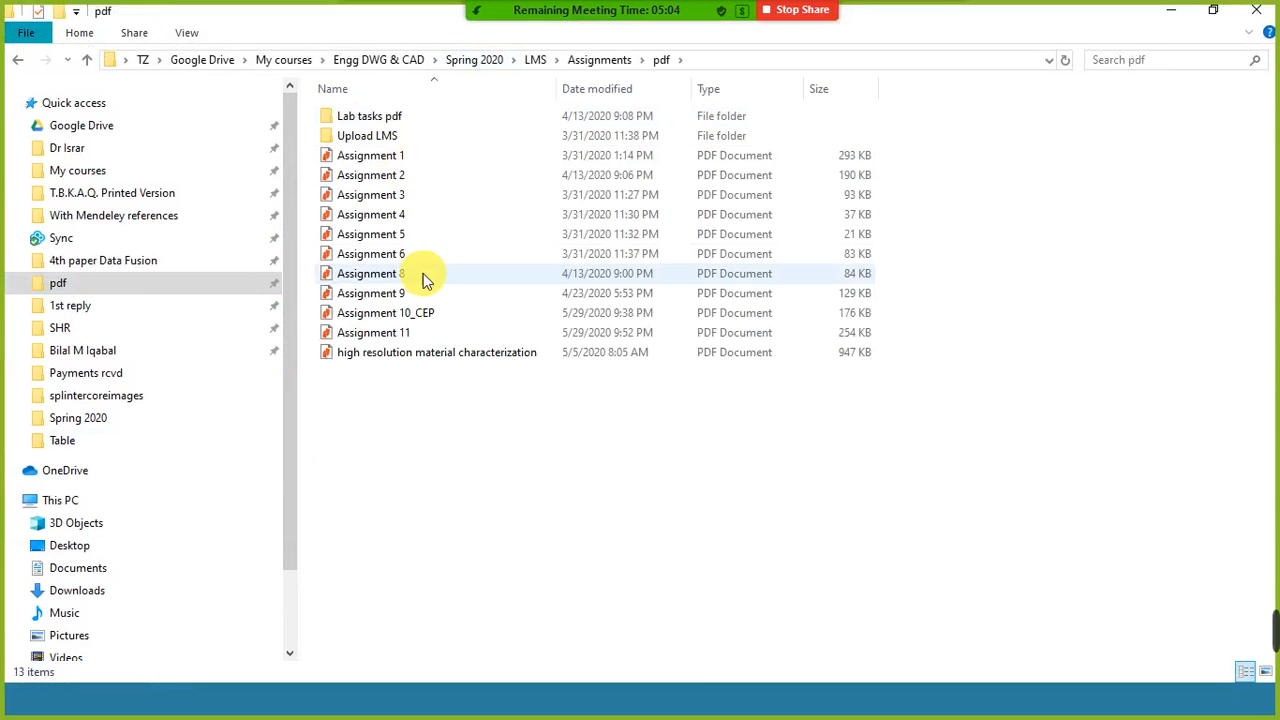 pdf
Remaining Meeting Time: 05:04
Stop Share
File Home Share View
TZ Google Drive My courses Engg DWG & CAD Spring 2020 LMS Assignments pdf
Search pdf
Name Date modified Type Size
Quick access
Google Drive
Dr Israr
My courses
T.B.K.A.Q. Printed Version
With Mendeley references
Sync
4th paper Data Fusion
pdf
1st reply
SHR
Bilal M Iqabal
Payments rcvd
splintercoreimages
Spring 2020
Table
OneDrive
This PC
3D Objects
Desktop
Documents
Downloads
Music
Pictures
Videos
Lab tasks pdf 4/13/2020 9:08 PM File folder
Upload LMS 3/31/2020 11:38 PM File folder
Assignment 1 3/31/2020 1:14 PM PDF Document 293 KB
Assignment 2 4/13/2020 9:06 PM PDF Document 190 KB
Assignment 3 3/31/2020 11:27 PM PDF Document 93 KB
Assignment 4 3/31/2020 11:30 PM PDF Document 37 KB
Assignment 5 3/31/2020 11:32 PM PDF Document 21 KB
Assignment 6 3/31/2020 11:37 PM PDF Document 83 KB
Assignment 8 4/13/2020 9:00 PM PDF Document 84 KB
Assignment 9 4/23/2020 5:53 PM PDF Document 129 KB
Assignment 10_CEP 5/29/2020 9:38 PM PDF Document 176 KB
Assignment 11 5/29/2020 9:52 PM PDF Document 254 KB
high resolution material characterization 5/5/2020 8:05 AM PDF Document 947 KB
13 items